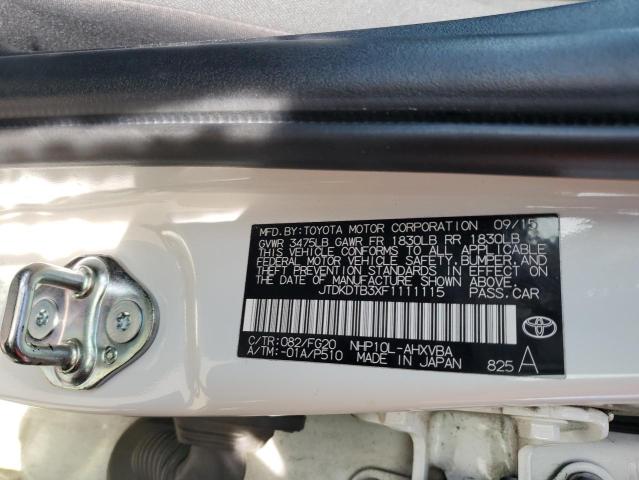 MFD. BY: TOYOTA MOTOR CORPORATION 09/15
GVWR 3475LB GAWR FR 1830LB RR 1830LB
THIS VEHICLE CONFORMS TO ALL APPLICABLE
FEDERAL MOTOR VEHICLE SAFETY, BUMPER, AND
THEFT PREVENTION STANDARDS IN EFFECT ON
THE DATE OF MANUFACTURE SHOWN ABOVE.
JTDKDTB3XF1111115 PASS.CAR
C/TR:082/FG20 NHP10L-AHXVBA
A/TM:-01A/P510 MADE IN JAPAN 825 A